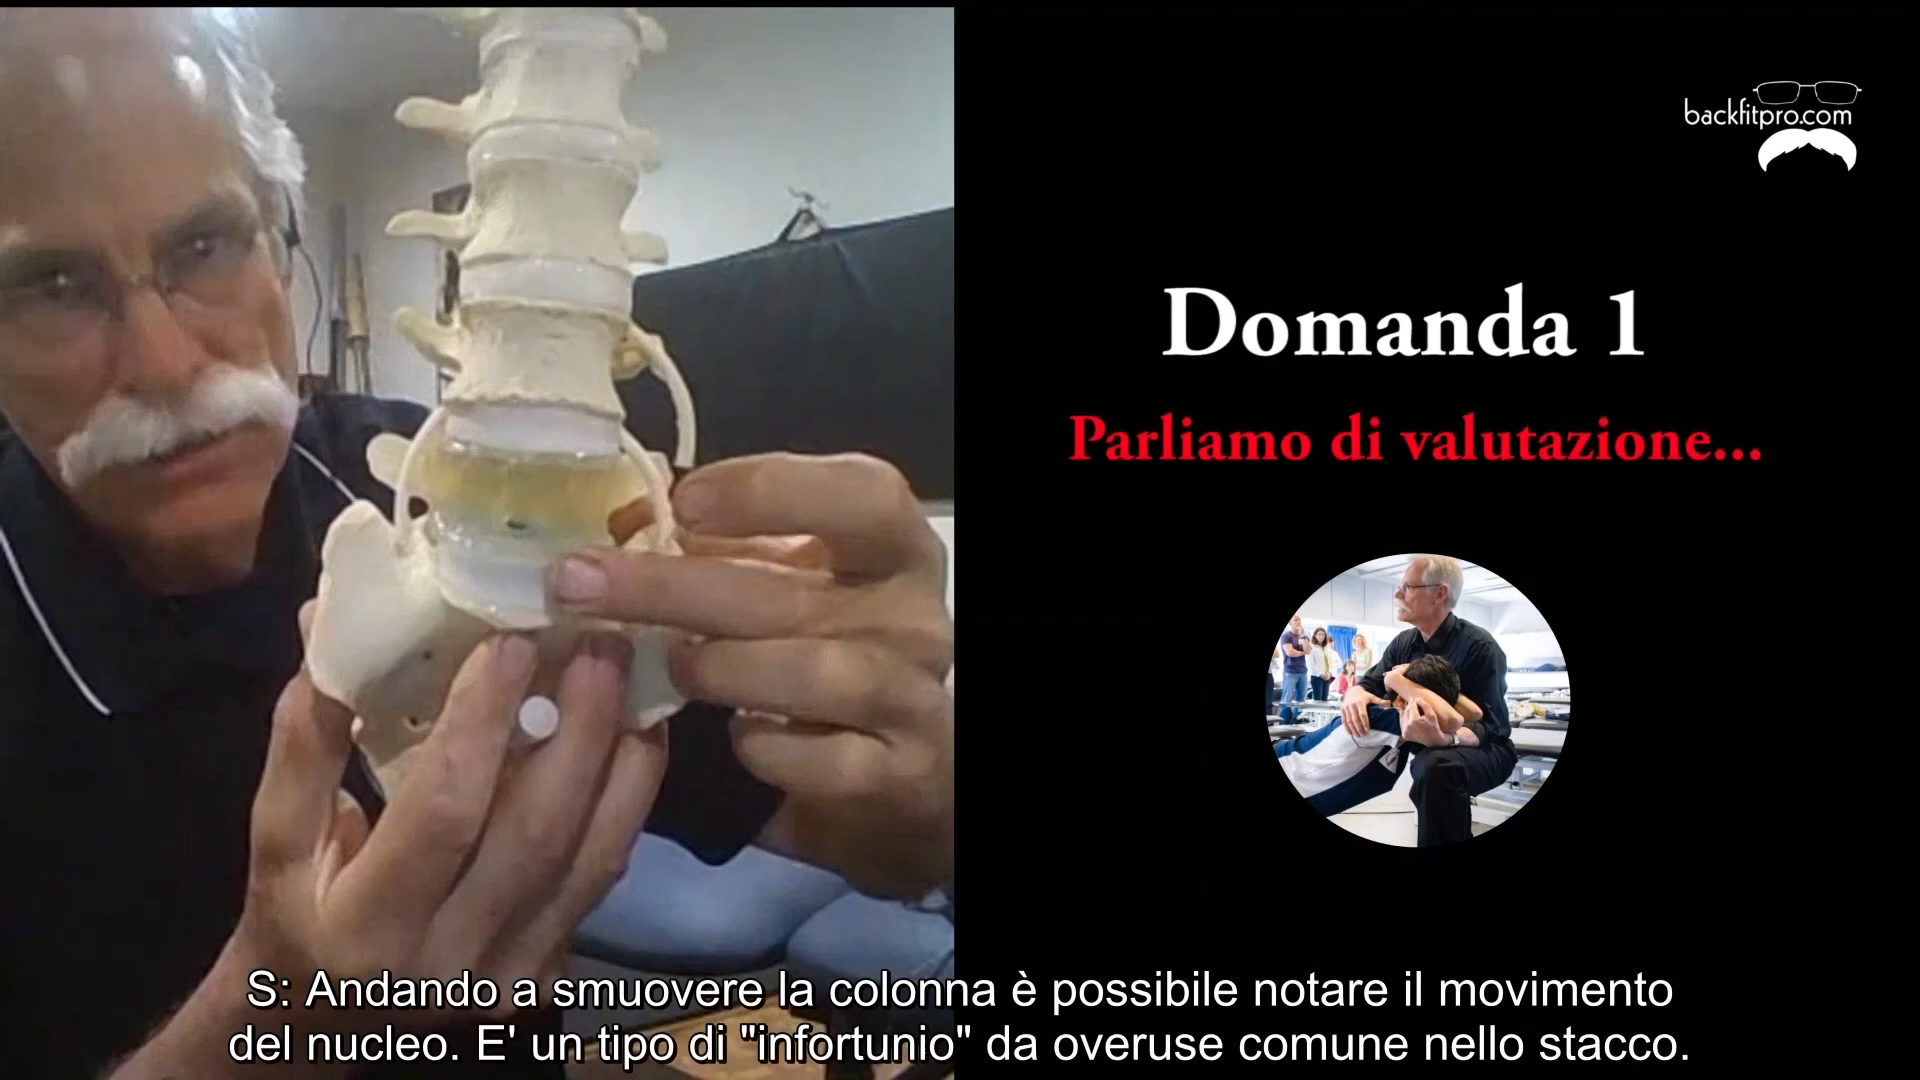 backfitpro.com
Domanda 1
Parliamo di valutazione...
S: Andando a smuovere la colonna è possibile notare il movimento
del nucleo. E' un tipo di "infortunio" da overuse comune nello stacco.